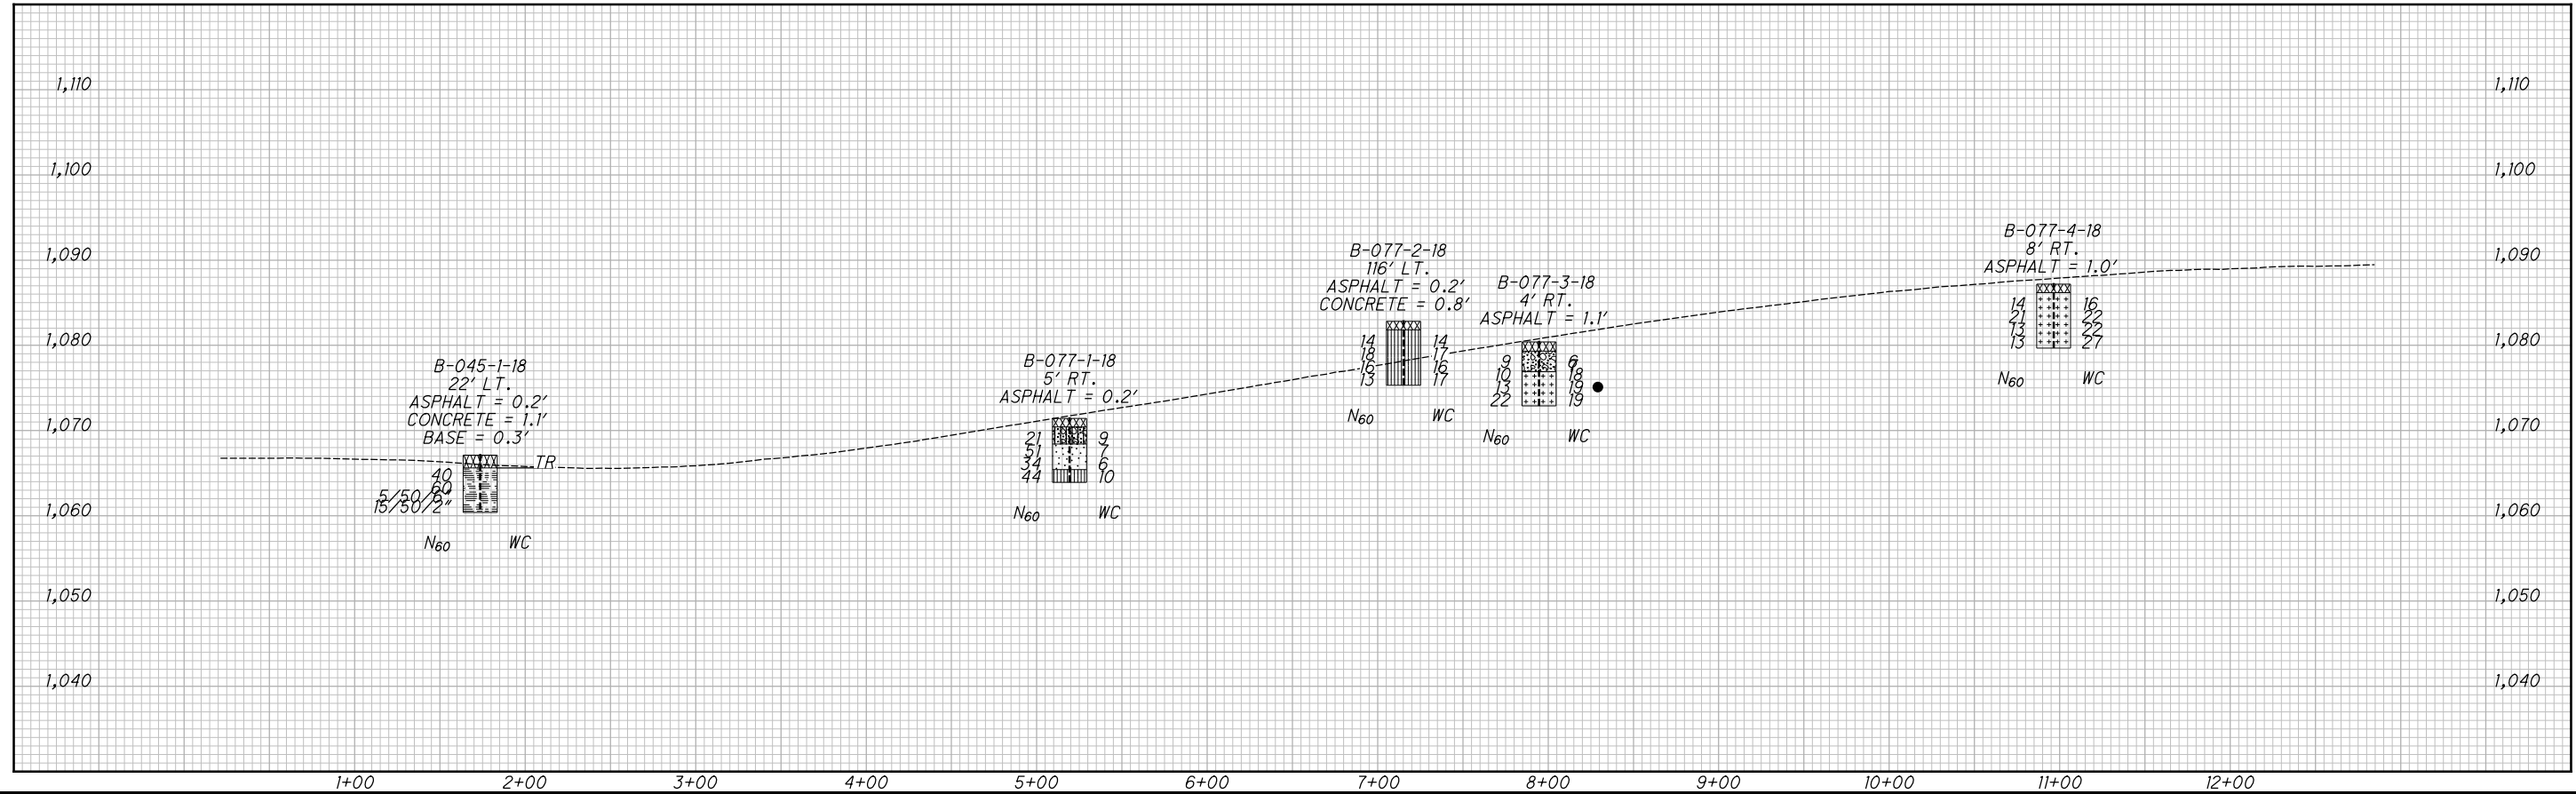 1,110
1,100
1,090
1,080
1,070
1,060
1,050
1,040
B-045-1-18
22' LT.
ASPHALT = 0.2'
CONCRETE = 1.1'
BASE = 0.3'
TR
40
60
5/50/6"
15/50/2"
N60 WC
B-077-1-18
5' RT.
ASPHALT = 0.2'
21 9
51 7
34 6
44 10
N60 WC
B-077-2-18
116' LT.
ASPHALT = 0.2'
CONCRETE = 0.8'
14 14
18 17
16 16
13 17
N60 WC
B-077-3-18
4' RT.
ASPHALT = 1.1'
9 6
10 18
13 19
22 19
N60 WC
B-077-4-18
8' RT.
ASPHALT = 1.0'
14 16
21 22
13 22
13 27
N60 WC
1,110
1,100
1,090
1,080
1,070
1,060
1,050
1,040
1+00 2+00 3+00 4+00 5+00 6+00 7+00 8+00 9+00 10+00 11+00 12+00